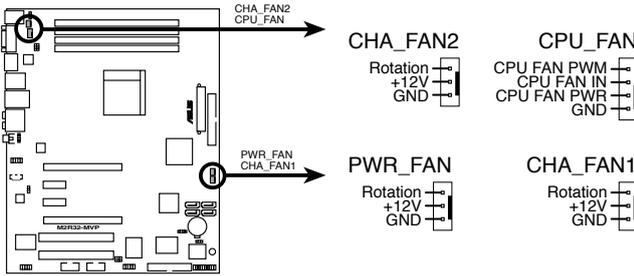 CHA_FAN2
CPU_FAN
CHA_FAN2
Rotation
+12V
GND
CPU_FAN
CPU FAN PWM
CPU FAN IN
CPU FAN PWR
GND
ASUS
PWR_FAN
CHA_FAN1
PWR_FAN
Rotation
+12V
GND
CHA_FAN1
Rotation
+12V
GND
M2R32-MVP